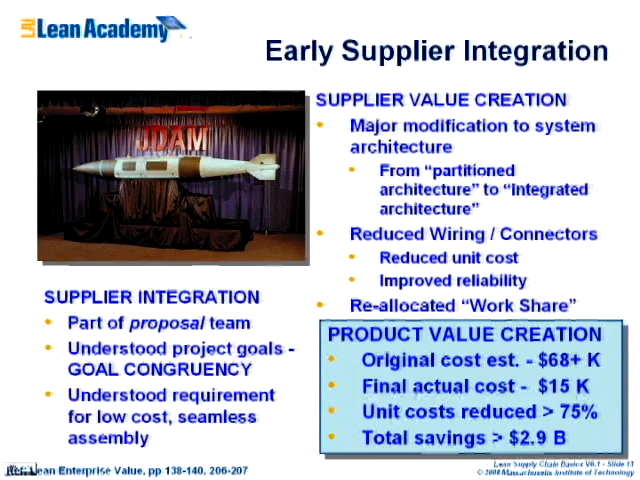 LAI Lean Academy
Early Supplier Integration
JDAM
SUPPLIER VALUE CREATION
• Major modification to system
architecture
• From “partitioned
architecture” to “integrated
architecture”
• Reduced Wiring / Connectors
• Reduced unit cost
• Improved reliability
• Re-allocated “Work Share”
SUPPLIER INTEGRATION
• Part of proposal team
• Understood project goals -
GOAL CONGRUENCY
• Understood requirement
for low cost, seamless
assembly
PRODUCT VALUE CREATION
• Original cost est. - $68+ K
• Final actual cost - $15 K
• Unit costs reduced > 75%
• Total savings > $2.9 B
Lean Enterprise Value, pp 138-140, 206-207
Lean Supply Chain Basics V6.1 - Slide 11
© 2008 Massachusetts Institute of Technology